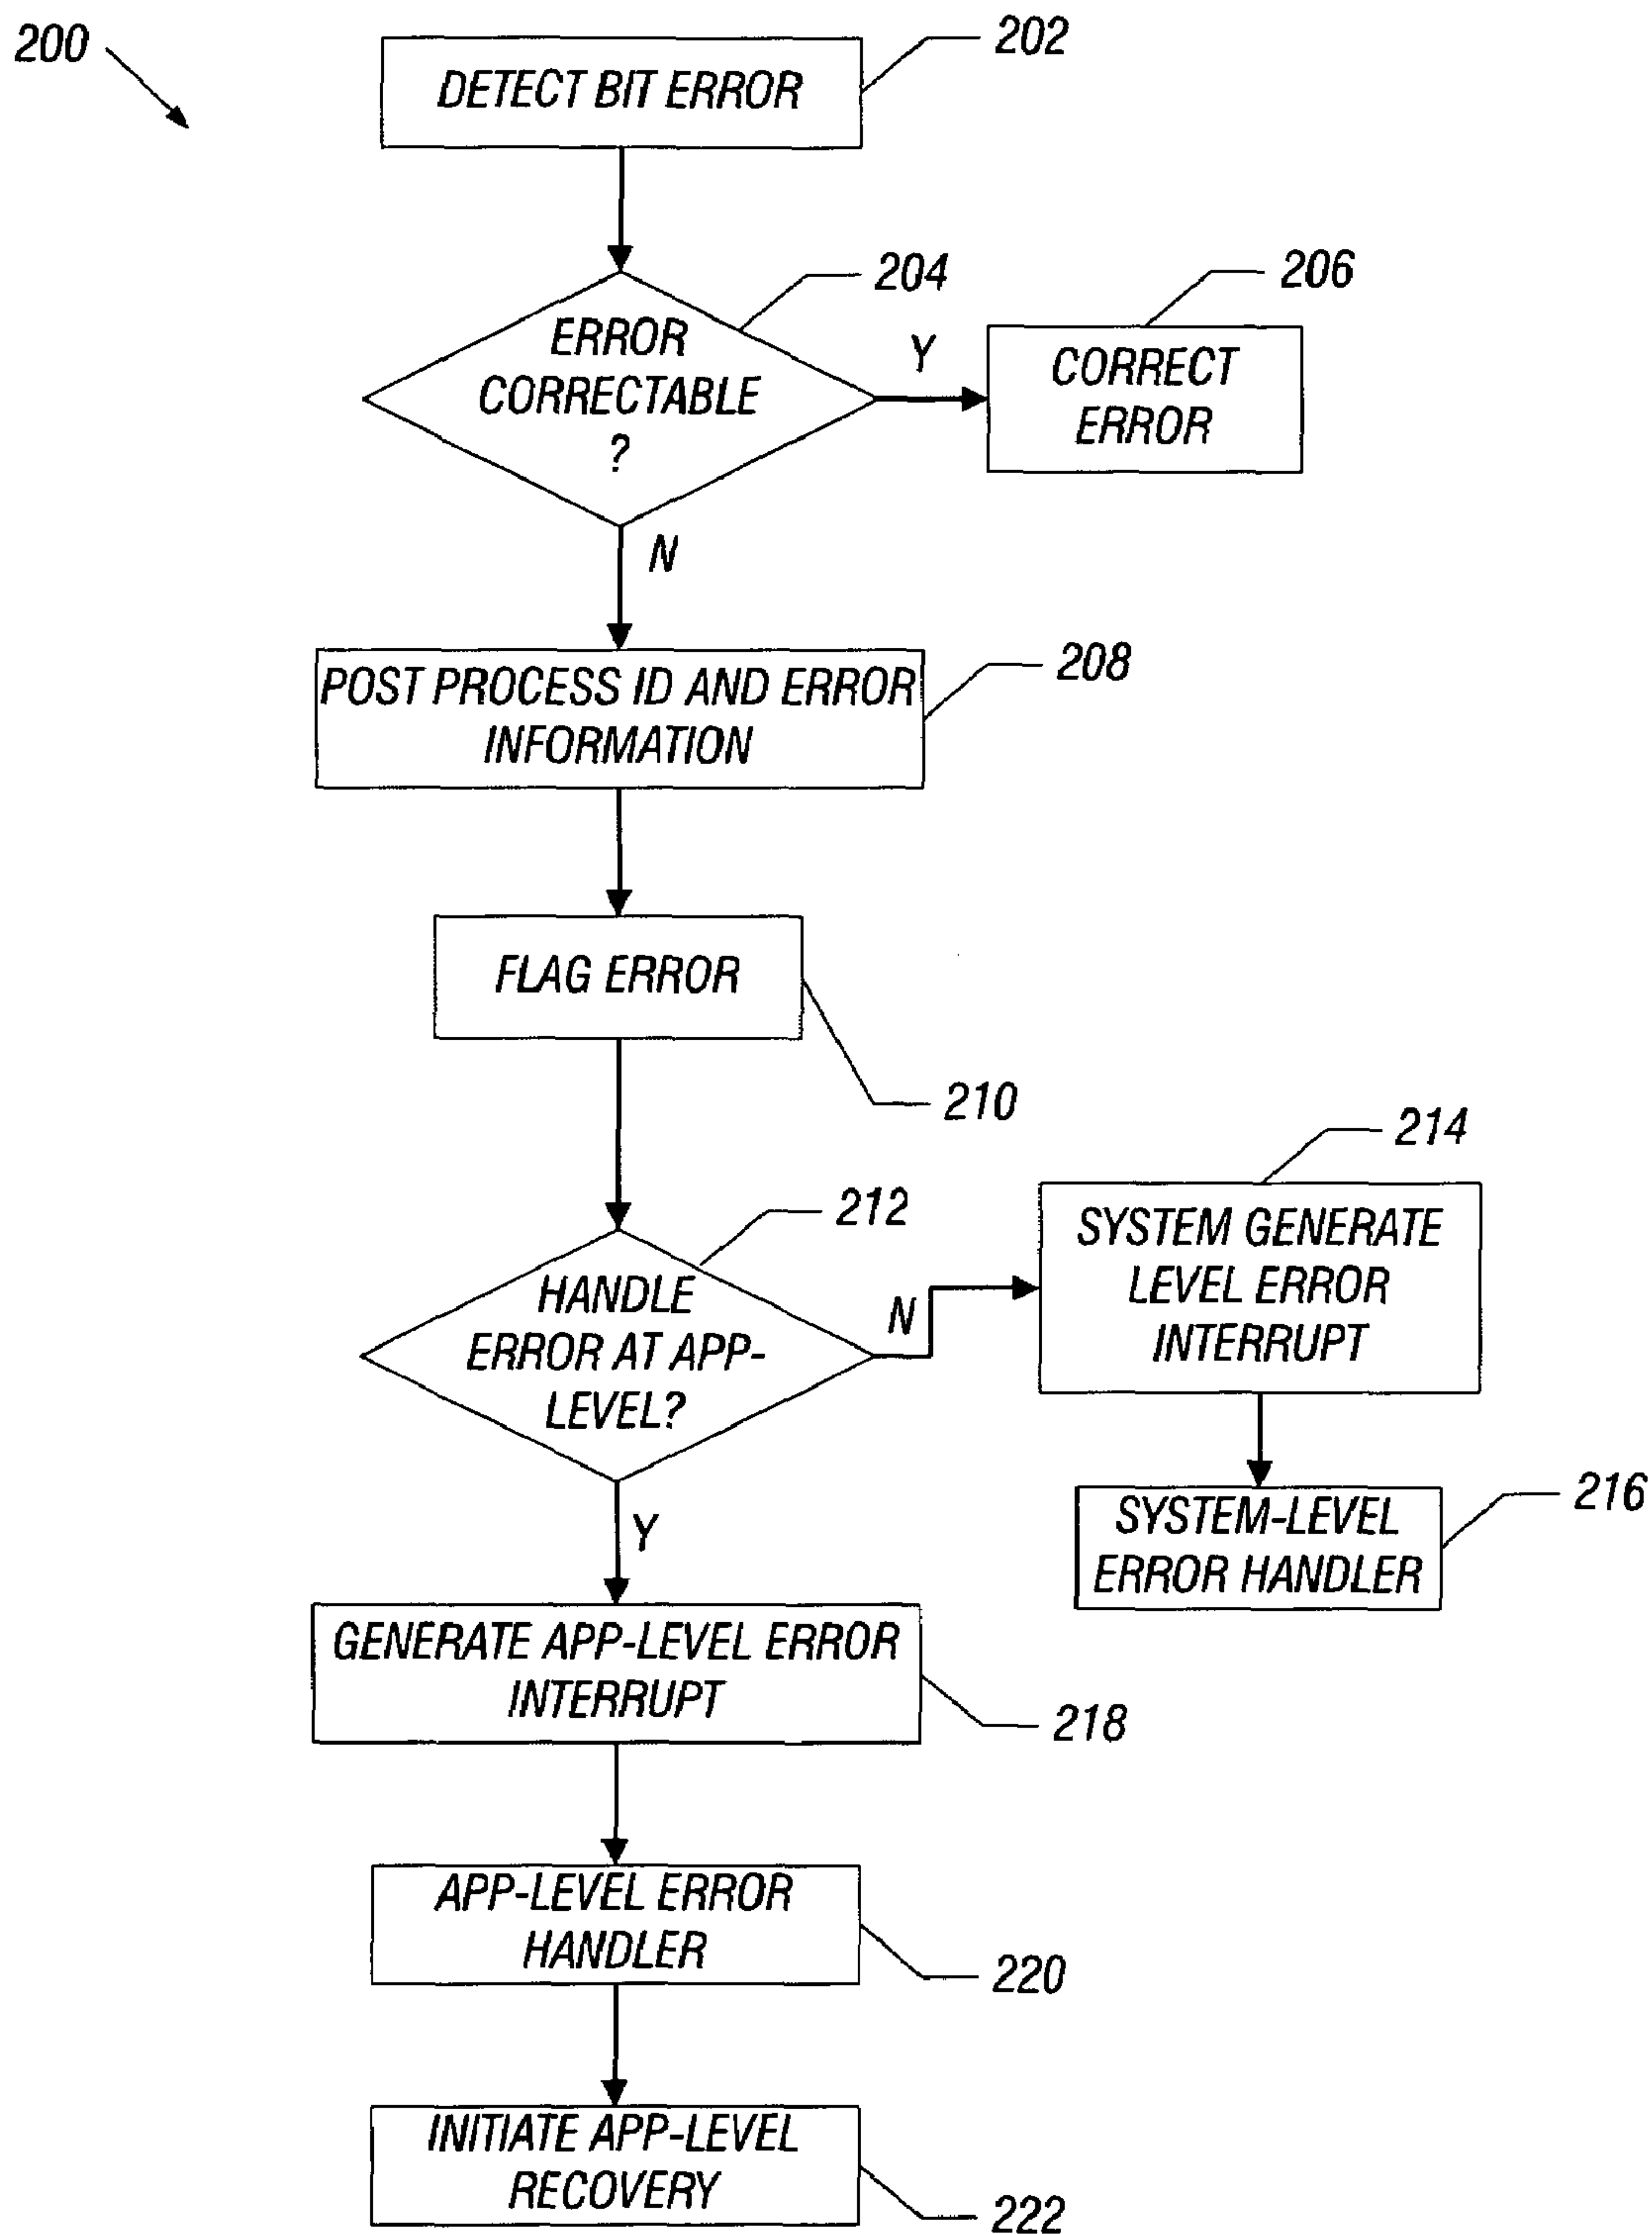 200
202
DETECT BIT ERROR
204
206
ERROR
CORRECTABLE
?
Y
CORRECT
ERROR
N
208
POST PROCESS ID AND ERROR
INFORMATION
FLAG ERROR
210
214
212
SYSTEM GENERATE
LEVEL ERROR
INTERRUPT
HANDLE
ERROR AT APP-
LEVEL?
N
216
SYSTEM-LEVEL
ERROR HANDLER
Y
GENERATE APP-LEVEL ERROR
INTERRUPT
218
APP-LEVEL ERROR
HANDLER
220
INITIATE APP-LEVEL
RECOVERY
222